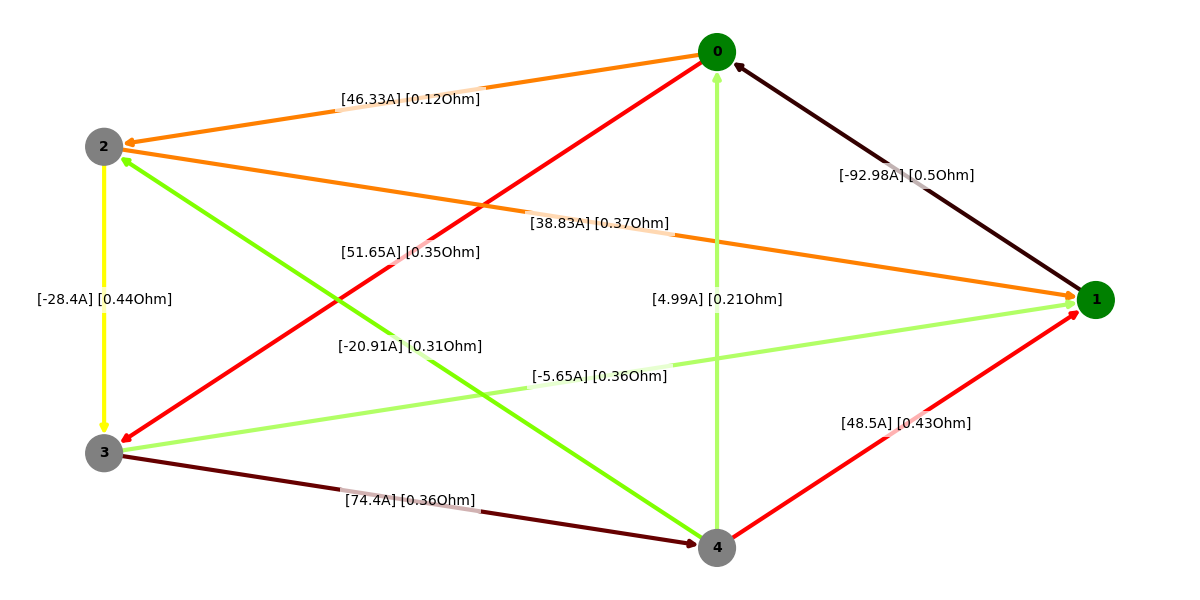 0
[46.33A] [0.12Ohm]
2
[-92.98A] [0.5Ohm]
[38.83A] [0.37Ohm]
[51.65A] [0.35Ohm]
[-28.4A] [0.44Ohm]
[4.99A] [0.21Ohm]
1
[-20.91A] [0.31Ohm]
[-5.65A] [0.36Ohm]
[48.5A] [0.43Ohm]
3
[74.4A] [0.36Ohm]
4